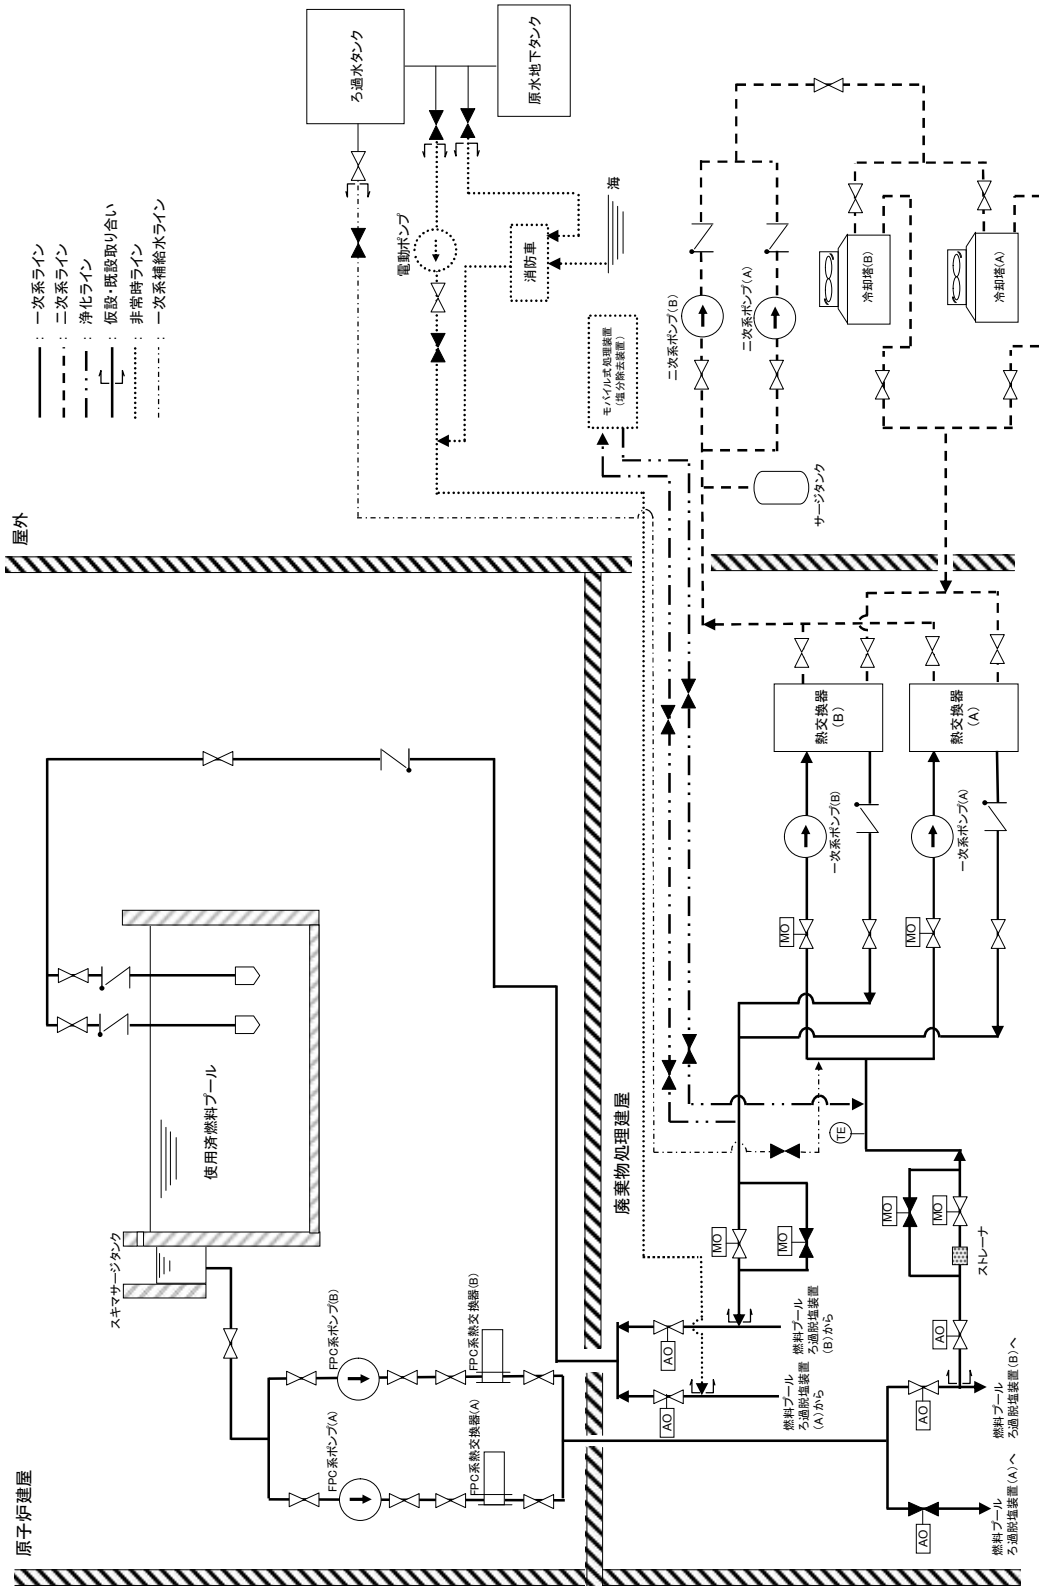 屋外
: 一次系ライン
: 二次系ライン
: 浄化ライン
: 仮設・既設取り合い
: 非常時ライン
: 一次系補給水ライン
ろ過水タンク
原水地下タンク
電動ポンプ
消防車
海
モバイル式処理装置
(塩分除去装置)
二次系ポンプ(B)
二次系ポンプ(A)
冷却塔(B)
冷却塔(A)
サージタンク
原子炉建屋
スキマサージタンク
使用済燃料プール
FPC系ポンプ(B)
FPC系ポンプ(A)
FPC系熱交換器(B)
FPC系熱交換器(A)
廃棄物処理建屋
熱交換器
(B)
熱交換器
(A)
一次系ポンプ(B)
一次系ポンプ(A)
MO
MO
TE
MO
MO
MO
MO
ストレーナ
AO
AO
AO
AO
AO
燃料プール
ろ過脱塩装置
(B)から
燃料プール
ろ過脱塩装置
(A)から
燃料プール
ろ過脱塩装置(B)へ
燃料プール
ろ過脱塩装置(A)へ